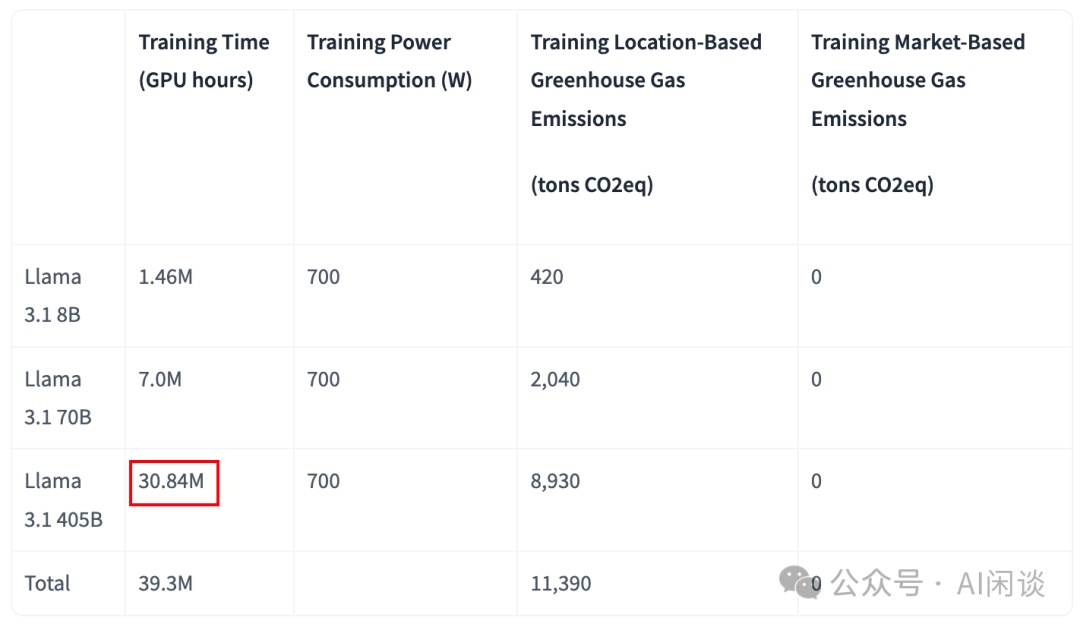 Training Time (GPU hours)
Training Power Consumption (W)
Training Location-Based Greenhouse Gas Emissions
(tons CO2eq)
Training Market-Based Greenhouse Gas Emissions
(tons CO2eq)
Llama 3.1 8B
1.46M
700
420
0
Llama 3.1 70B
7.0M
700
2,040
0
Llama 3.1 405B
30.84M
700
8,930
0
Total
39.3M
11,390
0
公众号 · AI闲谈